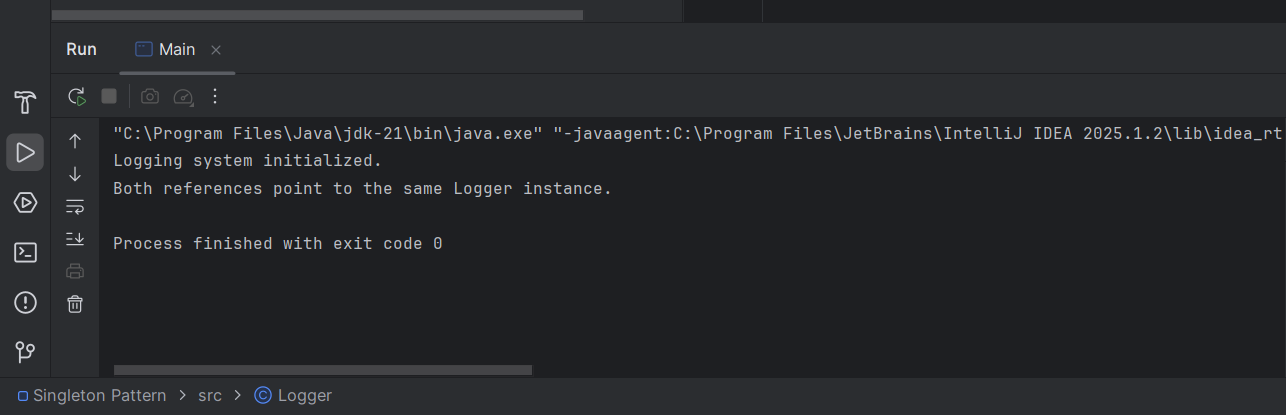 Run Main
"C:\Program Files\Java\jdk-21\bin\java.exe" "-javaagent:C:\Program Files\JetBrains\IntelliJ IDEA 2025.1.2\lib\idea_rt
Logging system initialized.
Both references point to the same Logger instance.
Process finished with exit code 0
Singleton Pattern > src > Logger